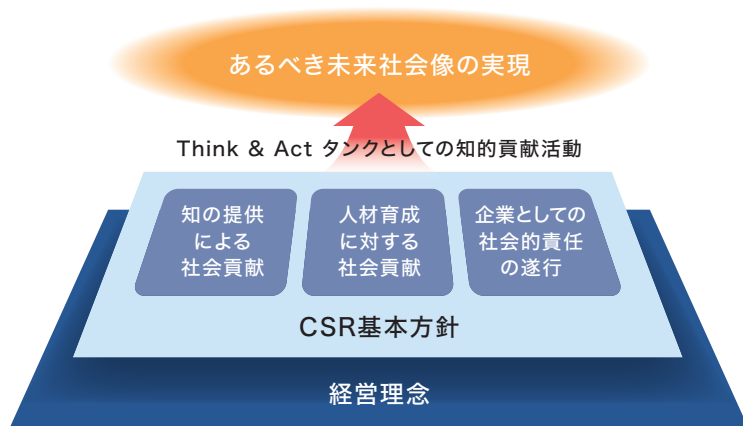 あるべき未来社会像の実現
Think & Act タンクとしての知的貢献活動
知の提供
による
社会貢献
人材育成
に対する
社会貢献
企業としての
社会的責任
の遂行
CSR基本方針
経営理念